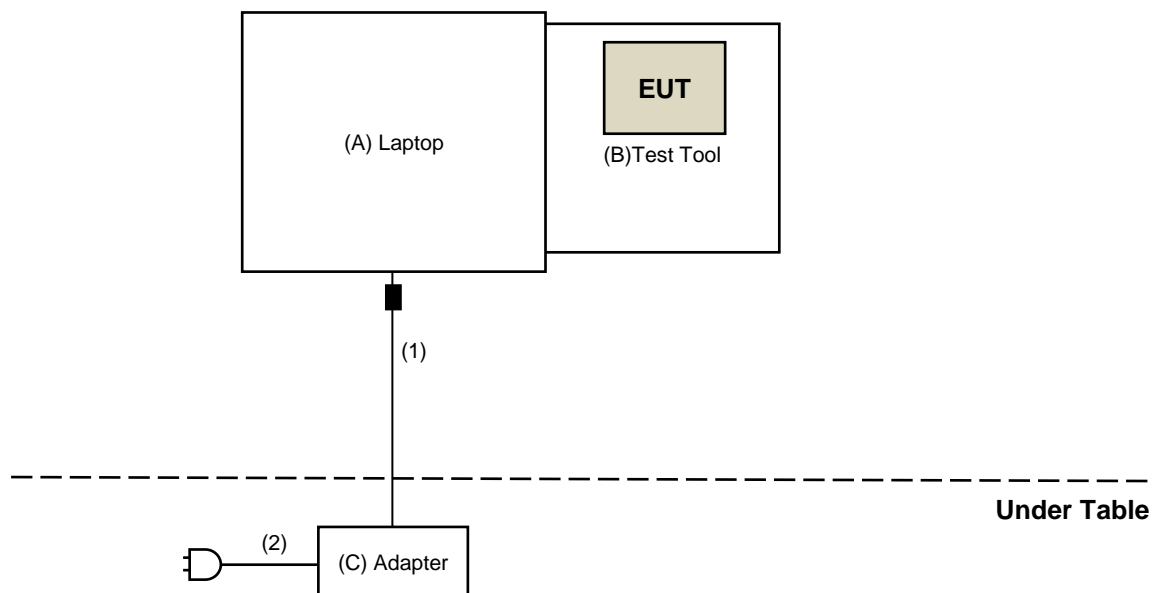 EUT
(A) Laptop
(B)Test Tool
(1)
Under Table
(2)
(C) Adapter